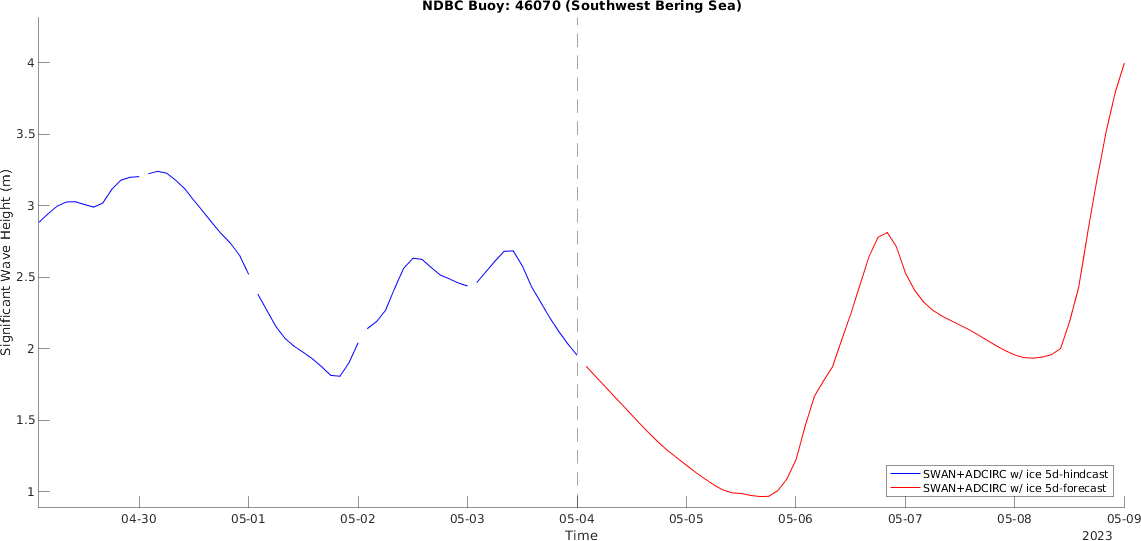 NDBC Buoy: 46070 (Southwest Bering Sea)
Significant Wave Height (m)
4
3.5
3
2.5
2
1.5
1
SWAN+ADCIRC w/ ice 5d-hindcast
SWAN+ADCIRC w/ ice 5d-forecast
04-30 05-01 05-02 05-03 05-04 05-05 05-06 05-07 05-08 05-09
Time
2023